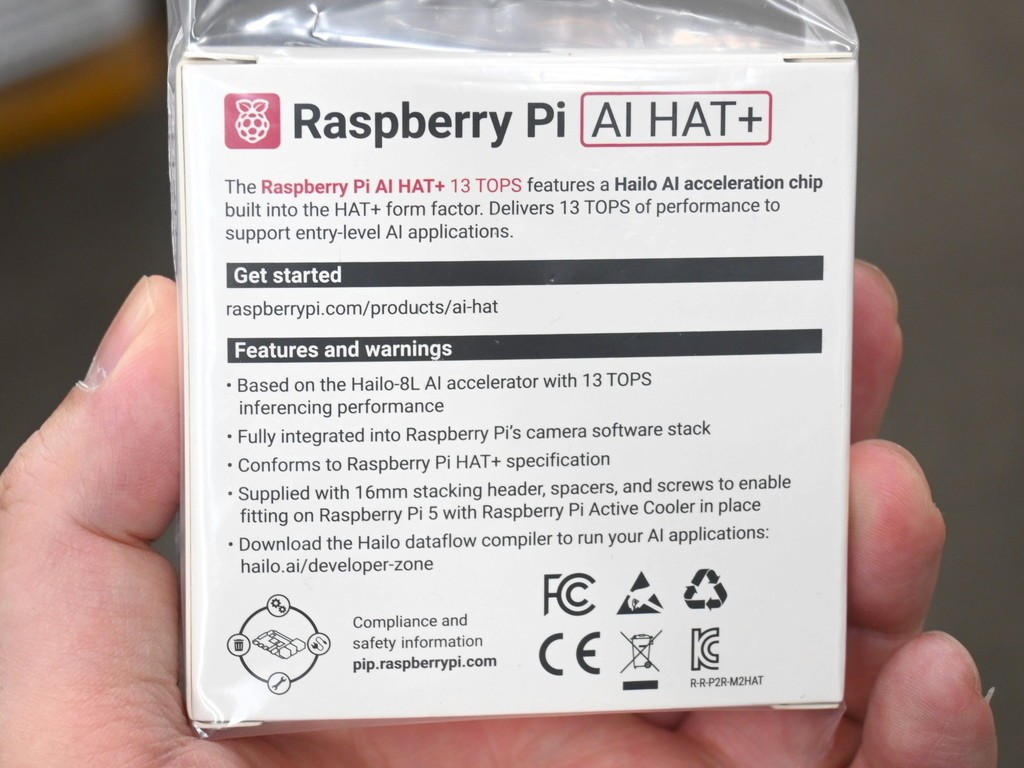 Raspberry Pi AI HAT+
The Raspberry Pi AI HAT+ 13 TOPS features a Hailo AI acceleration chip
built into the HAT+ form factor. Delivers 13 TOPS of performance to
support entry-level AI applications.
Get started
raspberrypi.com/products/ai-hat
Features and warnings
• Based on the Hailo-8L AI accelerator with 13 TOPS
inferencing performance
• Fully integrated into Raspberry Pi's camera software stack
• Conforms to Raspberry Pi HAT+ specification
• Supplied with 16mm stacking header, spacers, and screws to enable
fitting on Raspberry Pi 5 with Raspberry Pi Active Cooler in place
• Download the Hailo dataflow compiler to run your AI applications:
hailo.ai/developer-zone
Compliance and
safety information
pip.raspberrypi.com
FC
CE
KC
R-R-P2R-M2HAT